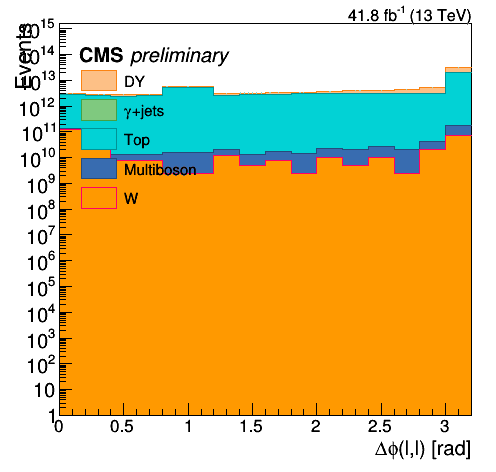 41.8 fb⁻¹ (13 TeV)
Events
CMS preliminary
DY
γ+jets
Top
Multiboson
W
10¹⁵
10¹⁴
10¹³
10¹²
10¹¹
10¹⁰
10⁹
10⁸
10⁷
10⁶
10⁵
10⁴
10³
10²
10
1
0 0.5 1 1.5 2 2.5 3
Δϕ(l,l) [rad]